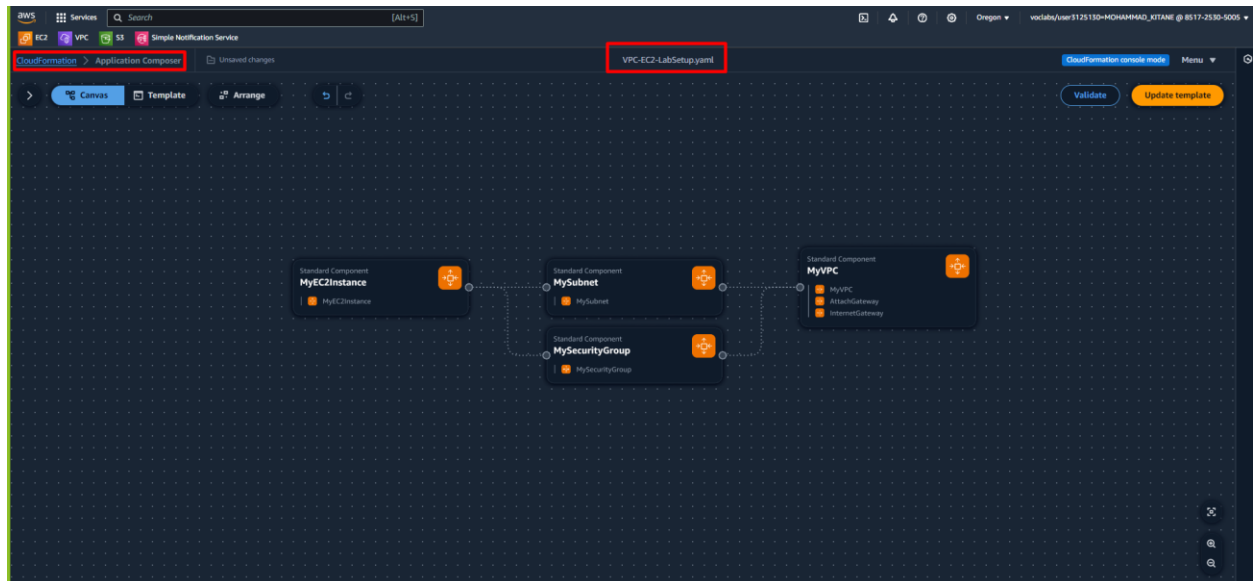 aws Services Search [Alt+S] Oregon voclabs/user3125130=MOHAMMAD_KITANE @ 8517-2530-5005
EC2 VPC S3 Simple Notification Service
CloudFormation > Application Composer Unsaved changes VPC-EC2-LabSetup.yaml CloudFormation console mode Menu
Canvas Template Arrange Validate Update template
Standard Component
MyEC2Instance
MyEC2Instance
Standard Component
MySubnet
MySubnet
Standard Component
MySecurityGroup
MySecurityGroup
Standard Component
MyVPC
MyVPC
AttachGateway
InternetGateway